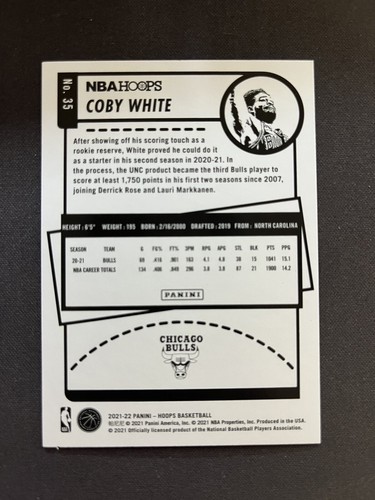 No. 35
NBA HOOPS
COBY WHITE
After showing off his scoring touch as a
rookie reserve, White proved he could do it
as a starter in his second season in 2020-21. In
the process, the UNC product became the third Bulls player to
score at least 1,750 points in his first two seasons since 2007,
joining Derrick Rose and Lauri Markkanen.
HEIGHT: 6'5" WEIGHT: 195 BORN: 2/16/2000 DRAFTED: 2019 FROM: NORTH CAROLINA
SEASON TEAM G FG% FT% 3PM RPG APG STL BLK PTS PPG
20-21 BULLS 69 .416 .901 163 4.1 4.8 38 15 1041 15.1
NBA CAREER TOTALS 134 .406 .849 296 3.8 3.8 87 21 1900 14.2
PANINI
CHICAGO
BULLS
2021-22 PANINI - HOOPS BASKETBALL
帕尼尼 © 2021 Panini America, Inc. © 2021 NBA Properties, Inc. Produced in the USA.
© 2021 Officially licensed product of the National Basketball Players Association.